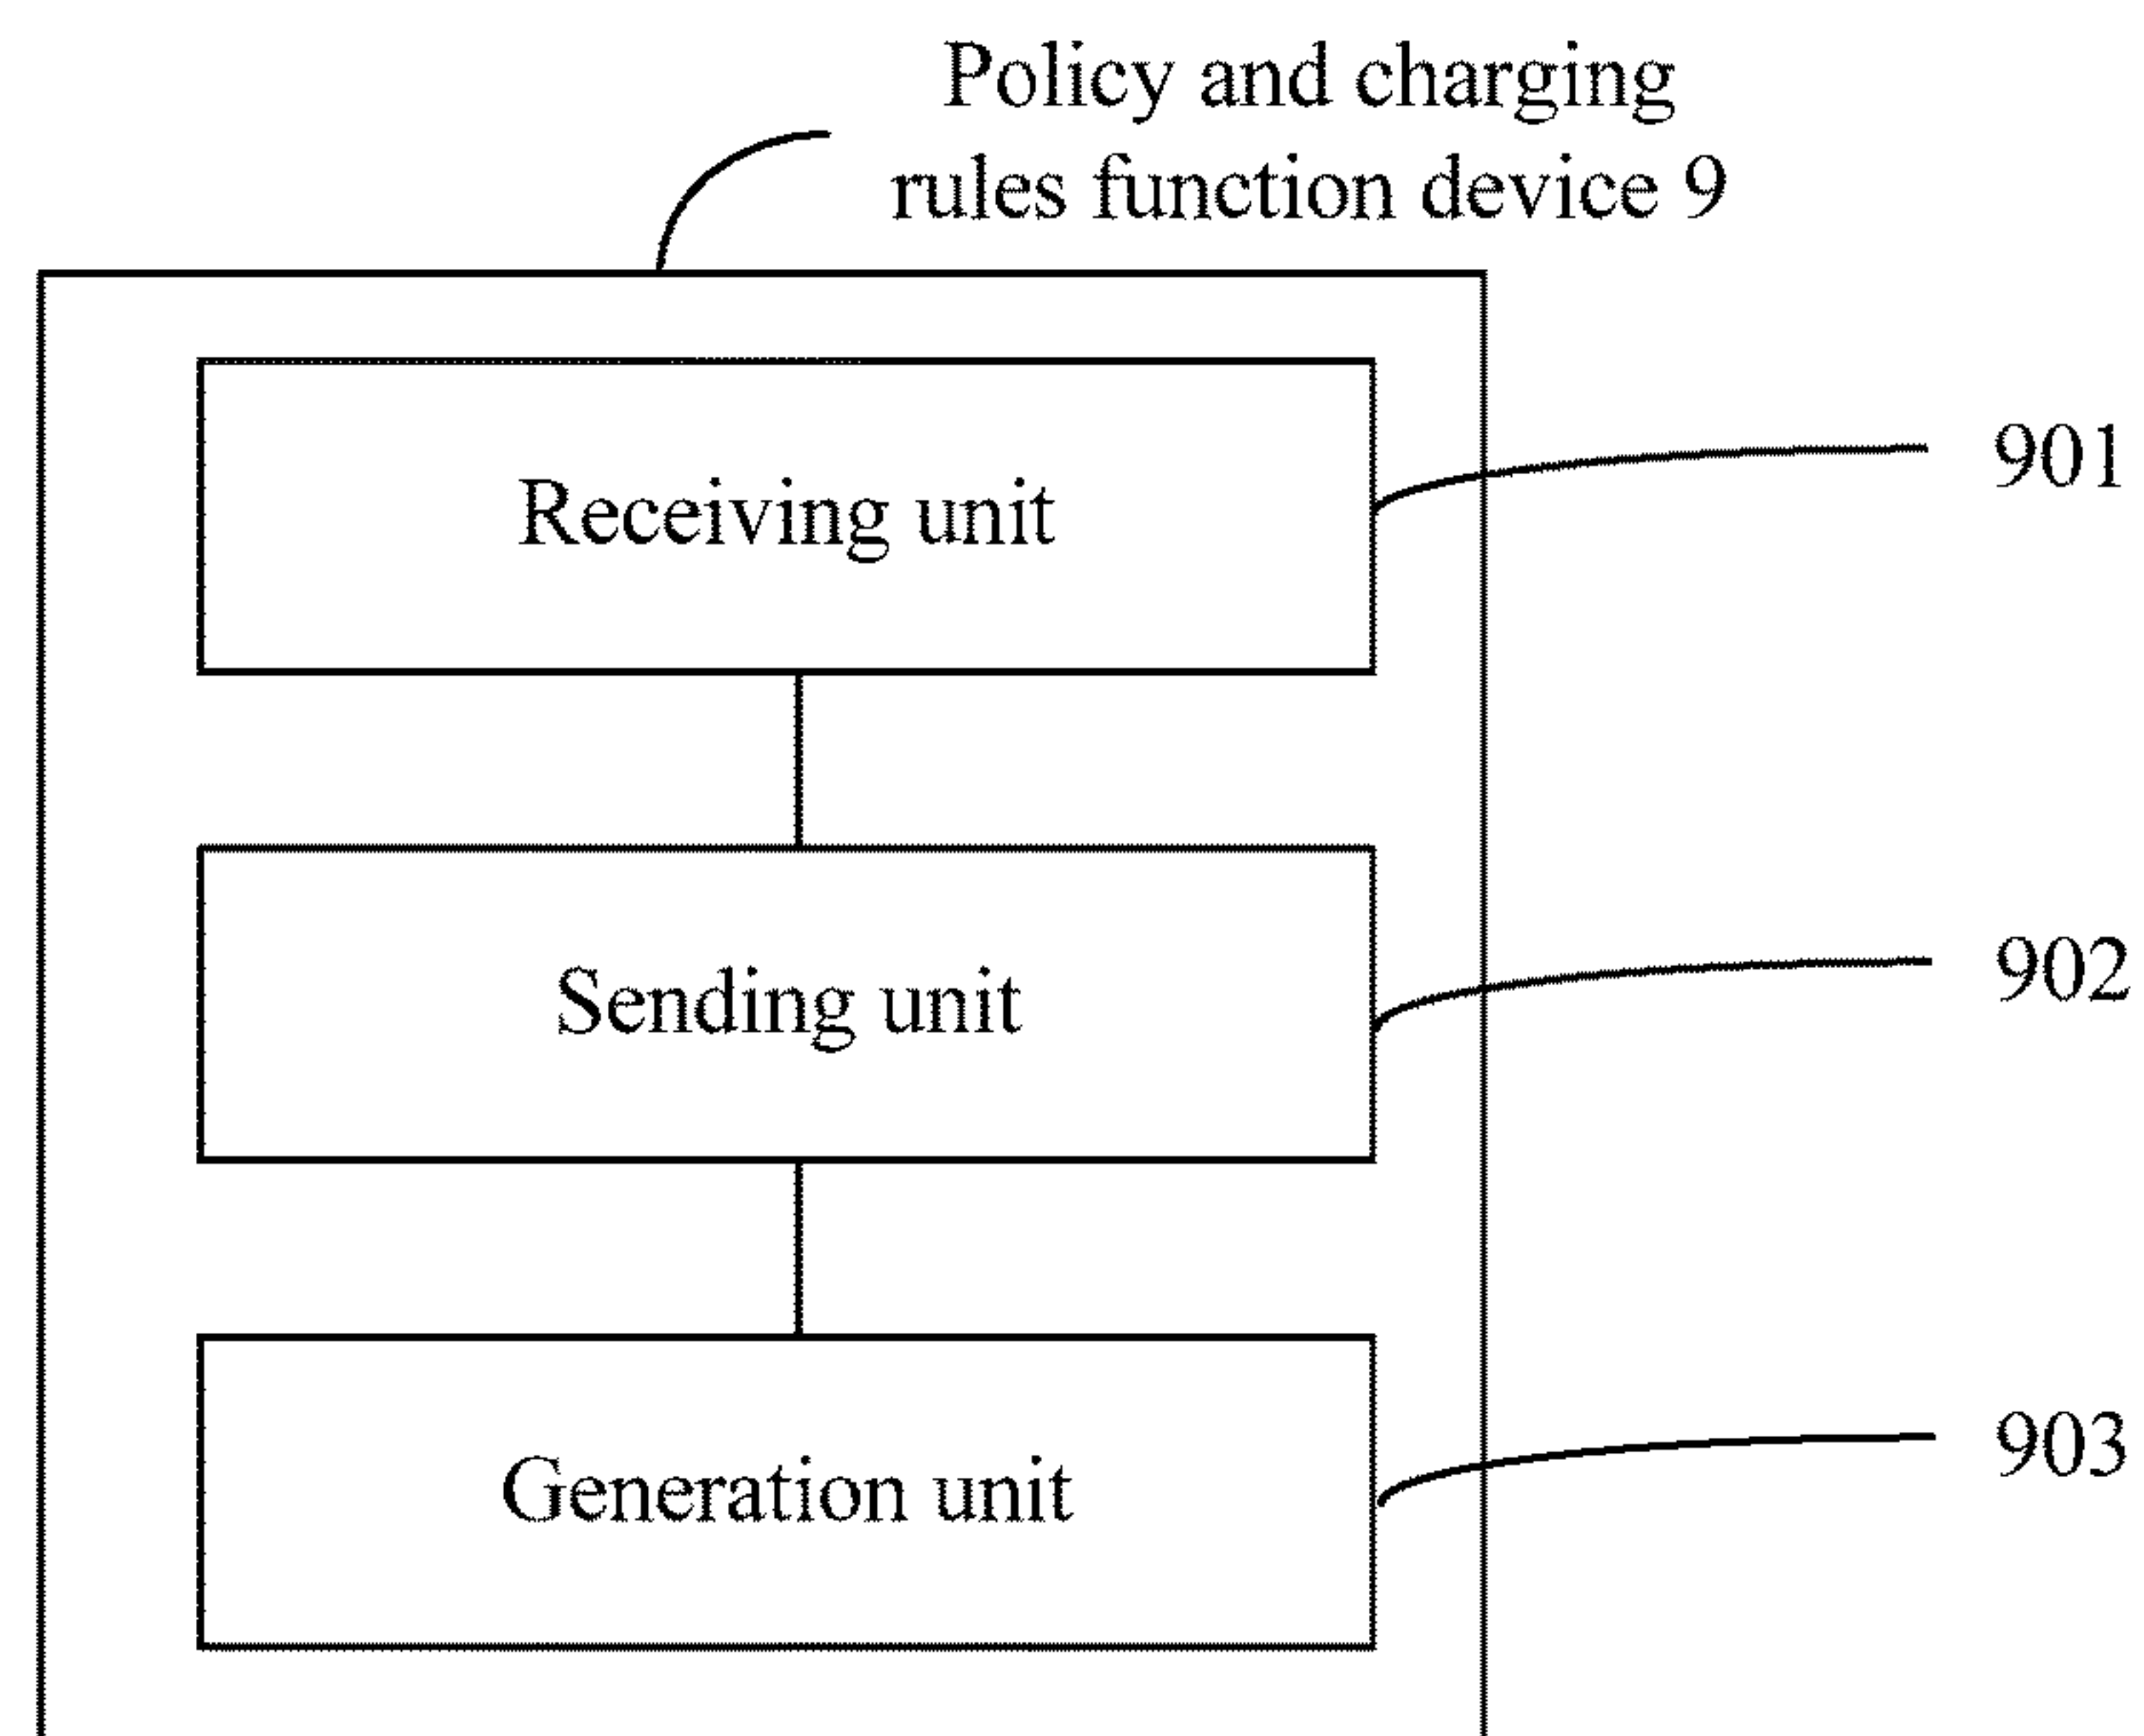 Policy and charging
rules function device 9
Receiving unit
901
Sending unit
902
Generation unit
903